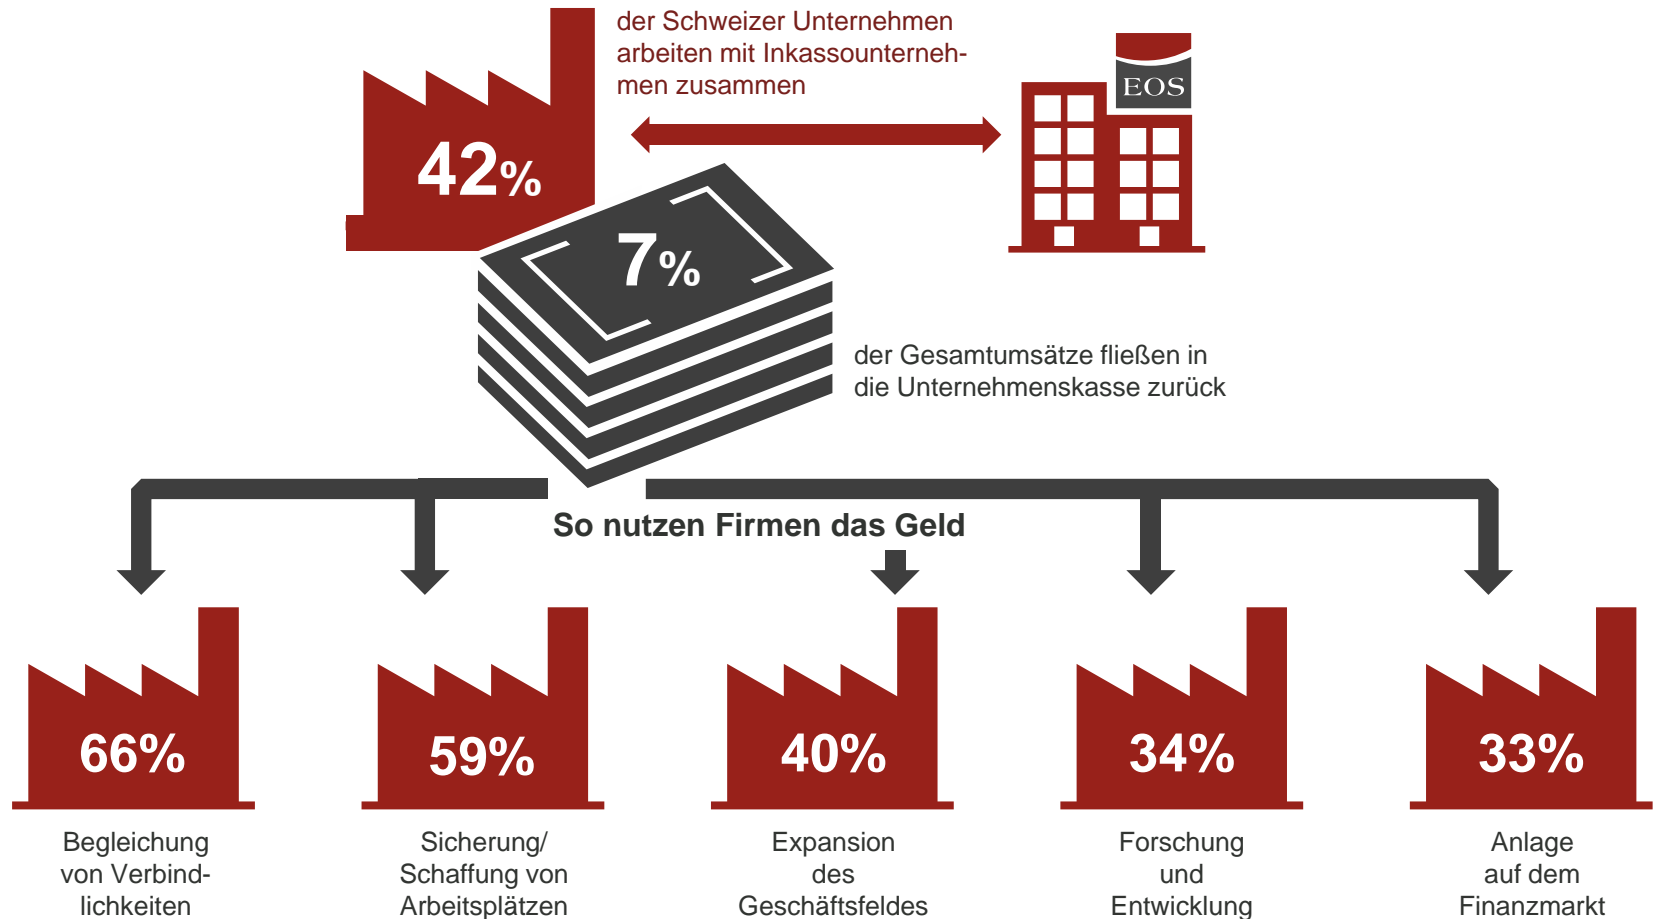 der Schweizer Unternehmen
arbeiten mit Inkassounterneh-
men zusammen
EOS
42%
7%
der Gesamtumsätze fließen in
die Unternehmenskasse zurück
So nutzen Firmen das Geld
66%
Begleichung
von Verbind-
lichkeiten
59%
Sicherung/
Schaffung von
Arbeitsplätzen
40%
Expansion
des
Geschäftsfeldes
34%
Forschung
und
Entwicklung
33%
Anlage
auf dem
Finanzmarkt